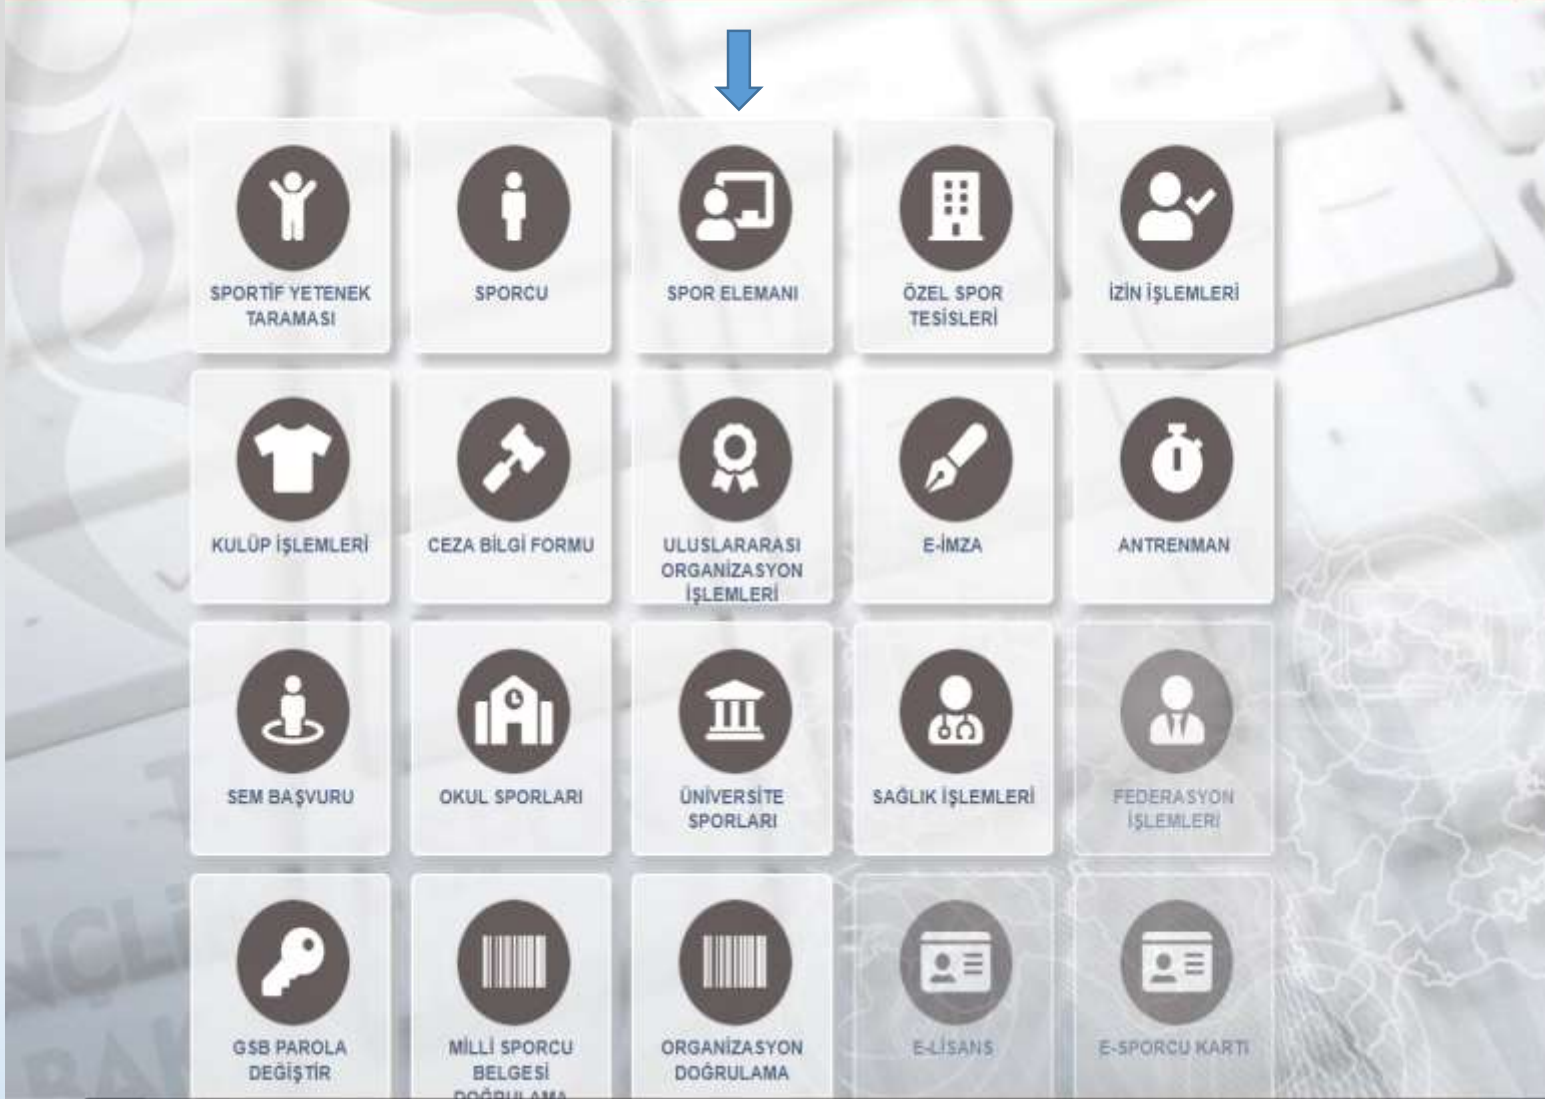 SPORTİF YETENEK
TARAMASI
SPORCU
SPOR ELEMANI
ÖZEL SPOR
TESİSLERİ
İZİN İŞLEMLERİ
KULÜP İŞLEMLERİ
CEZA BİLGİ FORMU
ULUSLARARASI
ORGANİZASYON
İŞLEMLERİ
E-İMZA
ANTRENMAN
SEM BAŞVURU
OKUL SPORLARI
ÜNİVERSİTE
SPORLARI
SAĞLIK İŞLEMLERİ
FEDERASYON
İŞLEMLERİ
GSB PAROLA
DEĞİŞTİR
MİLLİ SPORCU
BELGESİ
DOĞRULAMA
ORGANİZASYON
DOĞRULAMA
E-LİSANS
E-SPORCU KARTI